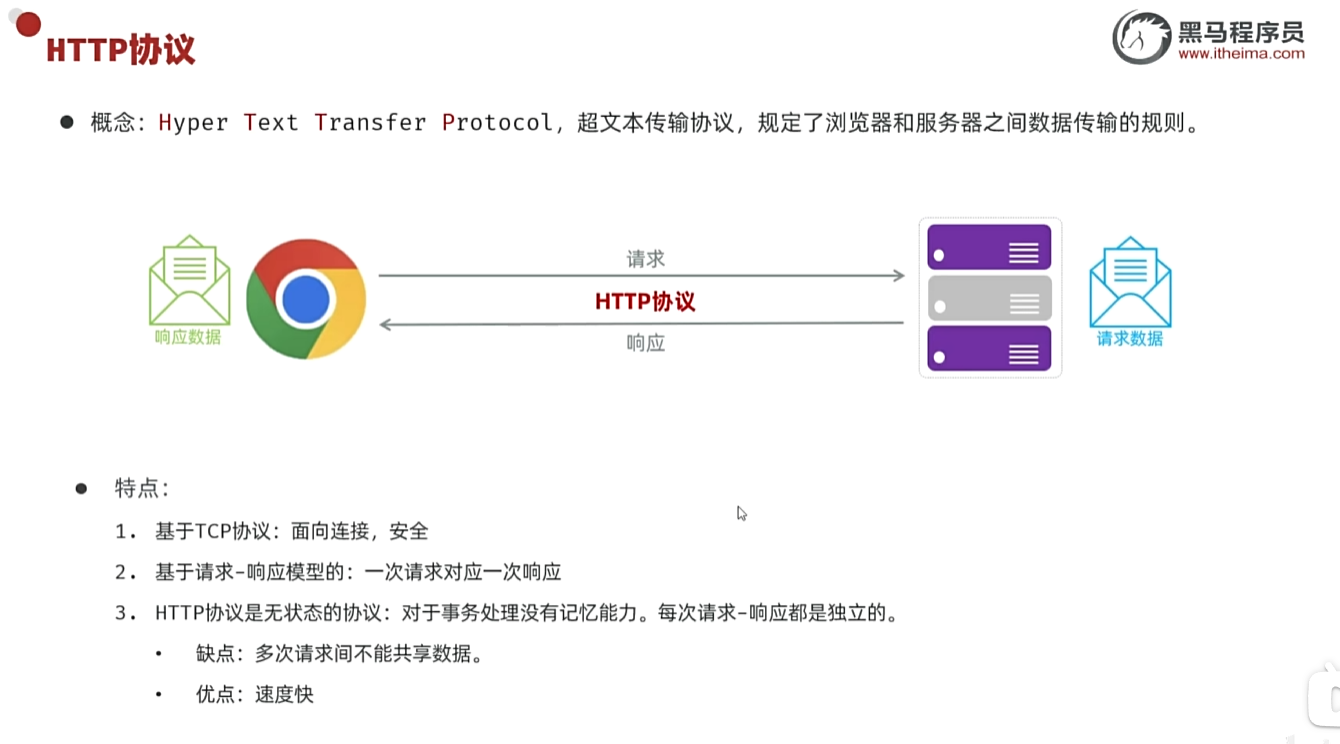 HTTP协议
黑马程序员
www.itheima.com
● 概念：Hyper Text Transfer Protocol，超文本传输协议，规定了浏览器和服务器之间数据传输的规则。
请求
HTTP协议
响应
响应数据
请求数据
● 特点：
1. 基于TCP协议：面向连接，安全
2. 基于请求-响应模型的：一次请求对应一次响应
3. HTTP协议是无状态的协议：对于事务处理没有记忆能力。每次请求-响应都是独立的。
• 缺点：多次请求间不能共享数据。
• 优点：速度快